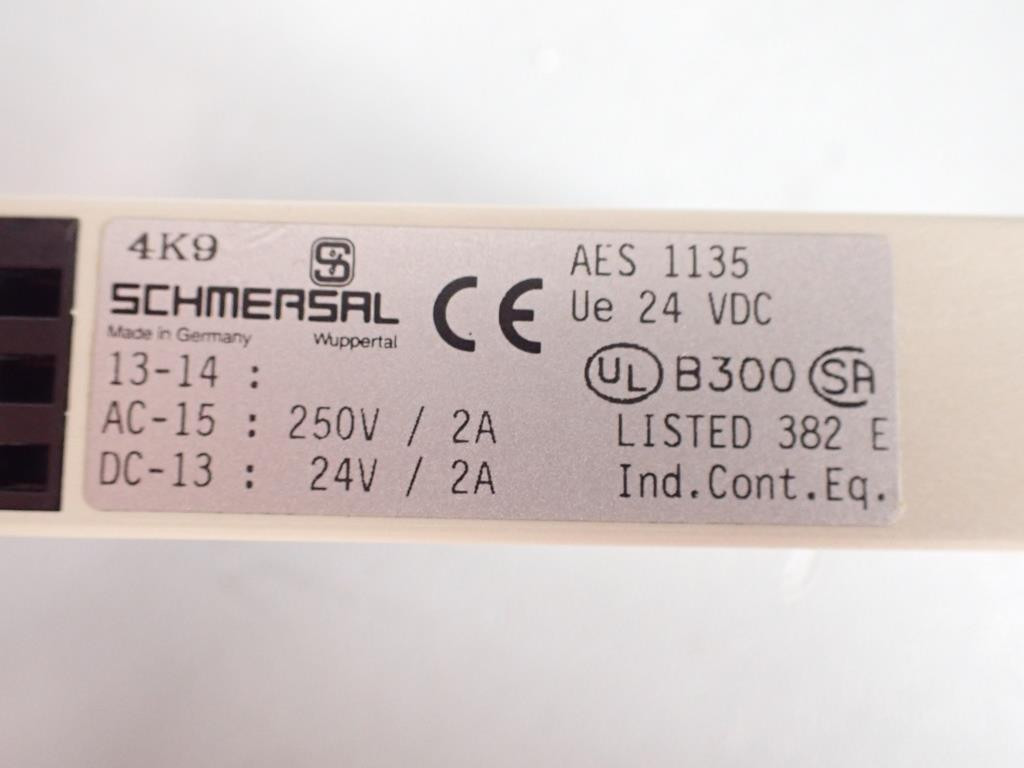 4K9
SCHMERSAL
Made in Germany Wuppertal
13-14 :
AC-15 : 250V / 2A
DC-13 : 24V / 2A
CE
AES 1135
Ue 24 VDC
UL B300 SA
LISTED 382 E
Ind.Cont.Eq.